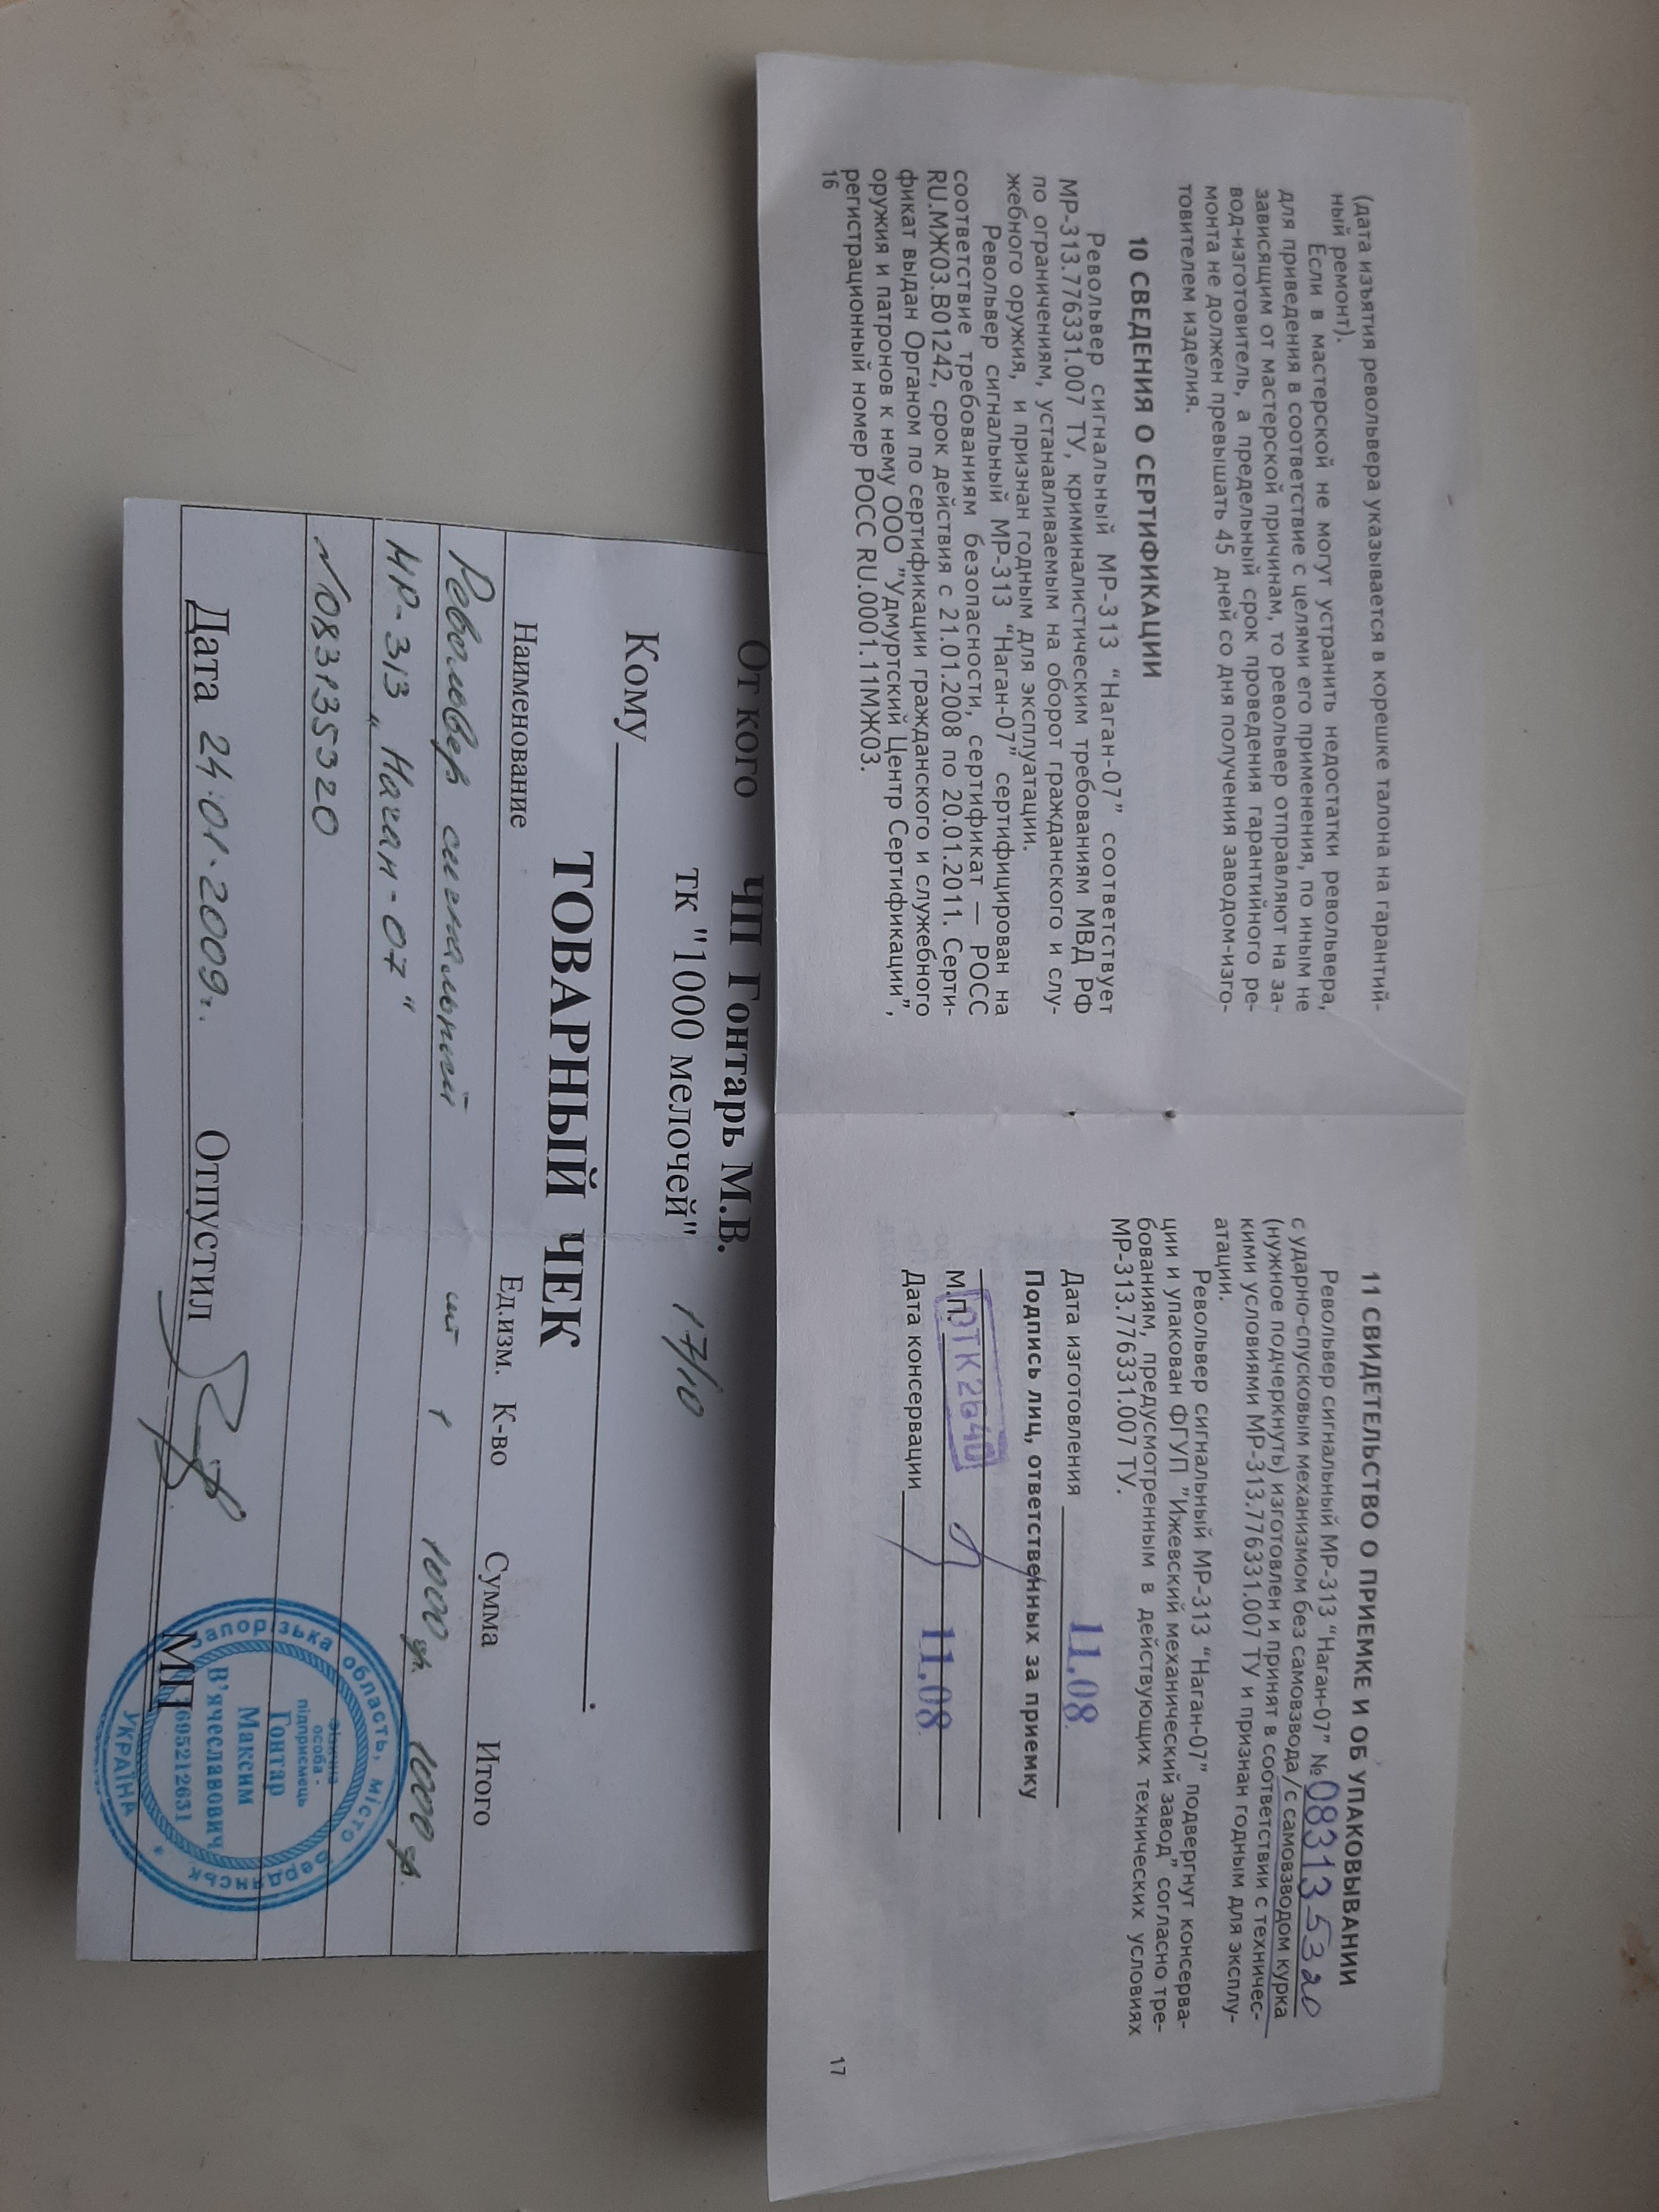 (дата изъятия револьвера указывается в корешке талона на гарантий-
ный ремонт).
Если в мастерской не могут устранить недостатки револьвера,
для приведения в соответствие с целями его применения, по иным не
зависящим от мастерской причинам, то револьвер отправляют на за-
вод-изготовитель, а предельный срок проведения гарантийного ре-
монта не должен превышать 45 дней со дня получения заводом-изго-
товителем изделия.
10 СВЕДЕНИЯ О СЕРТИФИКАЦИИ
Револьвер сигнальный МР-313 “Наган-07” соответствует
МР-313.776331.007 ТУ, криминалистическим требованиям МВД РФ
по ограничениям, устанавливаемым на оборот гражданского и слу-
жебного оружия, и признан годным для эксплуатации.
Револьвер сигнальный МР-313 “Наган-07” сертифицирован на
соответствие требованиям безопасности, сертификат — РОСС
RU.МЖ03.В01242, срок действия с 21.01.2008 по 20.01.2011. Серти-
фикат выдан Органом по сертификации гражданского и служебного
оружия и патронов к нему ООО "Удмуртский Центр Сертификации",
регистрационный номер РОСС RU.0001.11МЖ03.
16
11 СВИДЕТЕЛЬСТВО О ПРИЕМКЕ И ОБ УПАКОВЫВАНИИ
Револьвер сигнальный МР-313 “Наган-07” № 083135320
с ударно-спусковым механизмом без самовзвода/с самовзводом курка
(нужное подчеркнуть) изготовлен и принят в соответствии с техничес-
кими условиями МР-313.776331.007 ТУ и признан годным для эксплу-
атации.
Револьвер сигнальный МР-313 “Наган-07” подвергнут консерва-
ции и упакован ФГУП "Ижевский механический завод" согласно тре-
бованиям, предусмотренным в действующих технических условиях
МР-313.776331.007 ТУ.
Дата изготовления 11.08
Подпись лиц, ответственных за приемку
М.П. ОТК2640
Дата консервации 11.08
17
От кого ЧП Гонтарь М.В.
тк "1000 мелочей" 17/10
Кому
ТОВАРНЫЙ ЧЕК
Наименование Ед.изм. К-во Сумма Итого
Револьвер сигнальный шт 1 1000 гр. 1000 гр.
МР-313 „Наган-07“
№083135320
Дата 24.01.2009г. Отпустил МП
Запорізька область, місто Бердянськ * УКРАЇНА
Фізична
особа -
підприємець
Гонтар
Максим
В'ячеславович